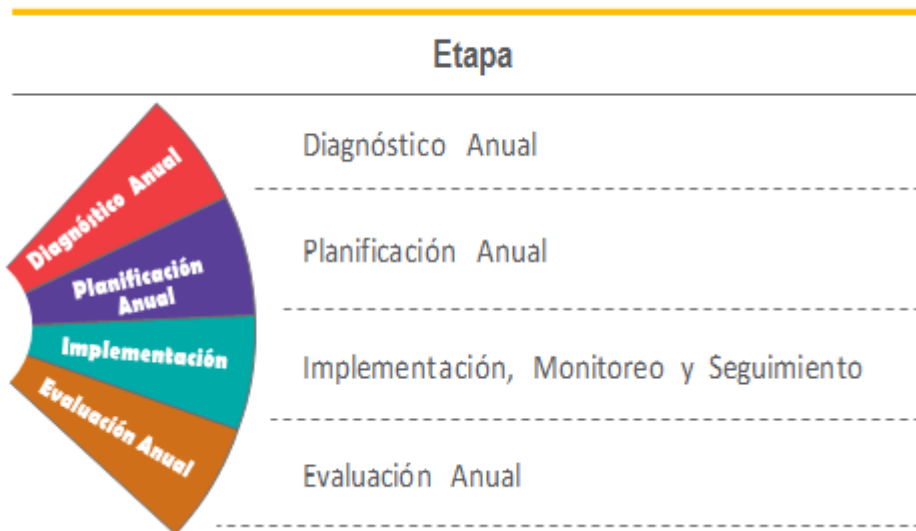 Etapa
Diagnóstico Anual
Diagnóstico Anual
Planificación
Anual
Planificación Anual
Implementación
Implementación, Monitoreo y Seguimiento
Evaluación Anual
Evaluación Anual